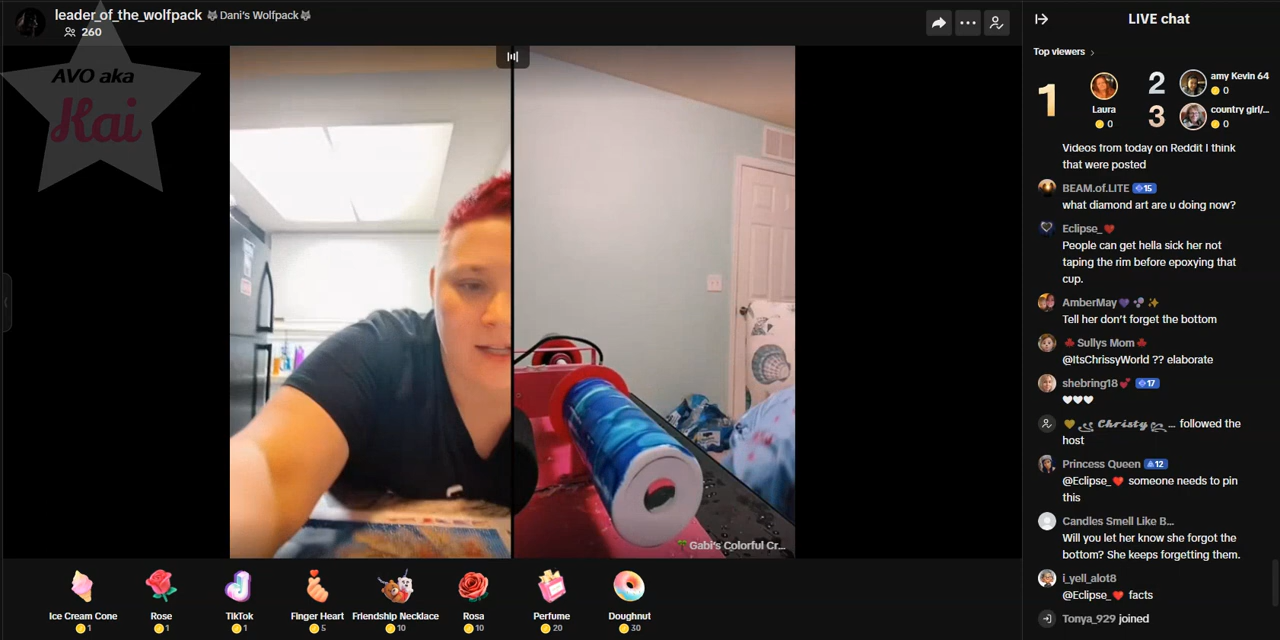 leader_of_the_wolfpack 🐺Dani's Wolfpack🐺
260
AVO aka
Kai
🌴Gabi's Colorful Cr...
Ice Cream Cone
1
Rose
1
TikTok
1
Finger Heart
5
Friendship Necklace
10
Rosa
10
Perfume
20
Doughnut
30
LIVE chat
Top viewers
1
Laura
0
2
amy Kevin 64
0
3
country girl/...
0
Videos from today on Reddit I think
that were posted
BEAM.of.LITE 15
what diamond art are u doing now?
Eclipse_❤️
People can get hella sick her not
taping the rim before epoxying that
cup.
AmberMay💜🫧✨
Tell her don't forget the bottom
🍁Sullys Mom🍁
@ItsChrissyWorld ?? elaborate
shebring18💕 17
♥♥♥
💛ره 𝓒𝓱𝓻𝓲𝓼𝓽𝔂 ... followed the
host
Princess Queen 12
@Eclipse_❤️ someone needs to pin
this
Candles Smell Like B...
Will you let her know she forgot the
bottom? She keeps forgetting them.
i_yell_alot8
@Eclipse_❤️ facts
Tonya_929 joined